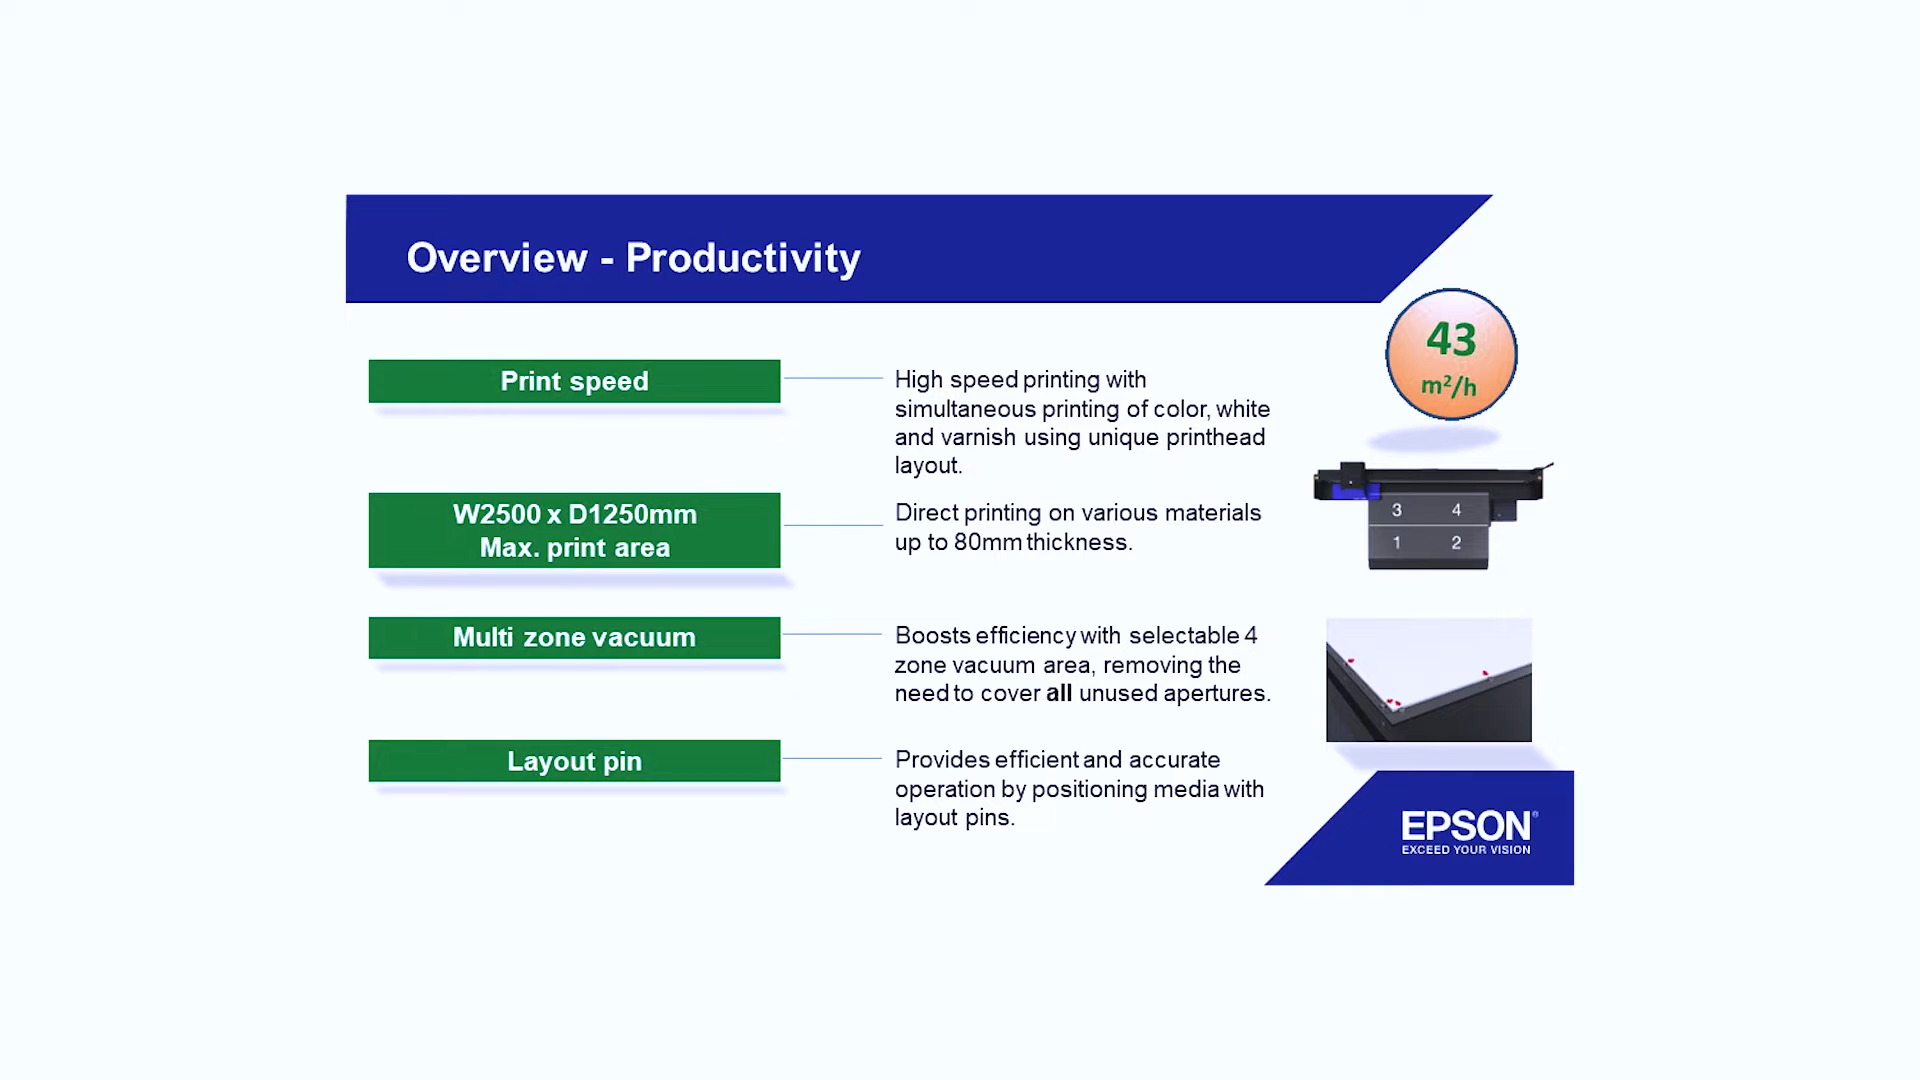 Overview - Productivity
43
m²/h
Print speed
High speed printing with
simultaneous printing of color, white
and varnish using unique printhead
layout.
W2500 x D1250mm
Max. print area
Direct printing on various materials
up to 80mm thickness.
3 4
1 2
Multi zone vacuum
Boosts efficiency with selectable 4
zone vacuum area, removing the
need to cover all unused apertures.
Layout pin
Provides efficient and accurate
operation by positioning media with
layout pins.
EPSON®
EXCEED YOUR VISION